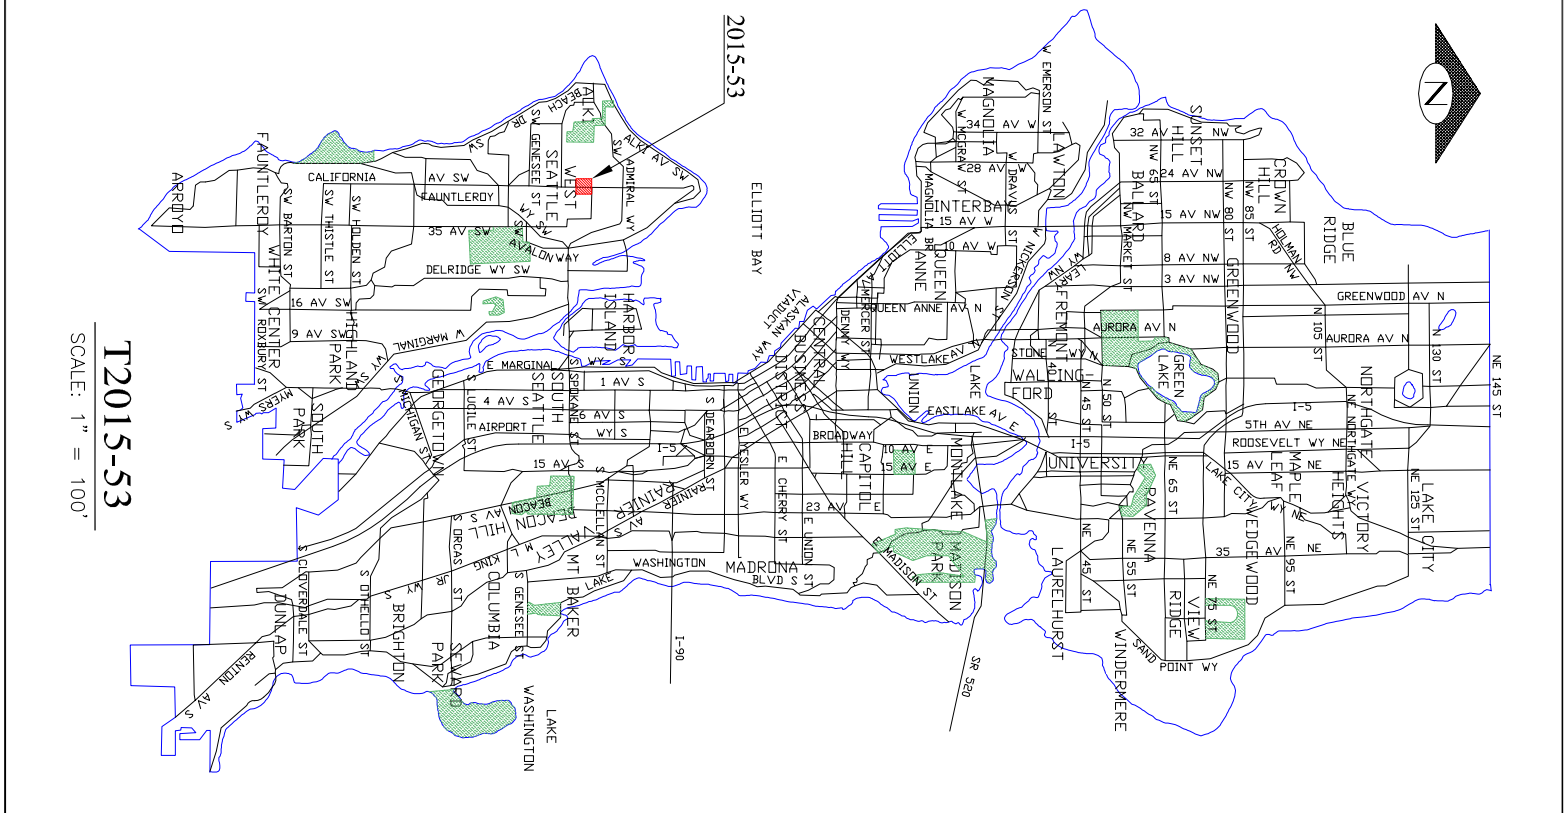 2015-53
N
T2015-53
SCALE: 1" = 100'
ELLIOTT BAY
ALKI
BEACH DR SW
ALKI AV SW
SW ADMIRAL WY
SW GENESEE ST
WEST
SEATTLE
CALIFORNIA AV SW
FAUNTLEROY WY SW
35 AV SW
SW AVALON WAY
DELRIDGE WY SW
16 AV SW
9 AV SW
FAUNTLEROY
ARROYO
SW BARTON ST
SW THISTLE ST
SW HOLDEN ST
WHITE CENTER
SW ROXBURY ST
HIGHLAND
PARK
W MARGINAL WY S
HARBOR
ISLAND
MYERS WY S
SOUTH
PARK
S MICHIGAN ST
GEORGETOWN
S LUCILE ST
E MARGINAL WY S
1 AV S
4 AV S
6 AV S
AIRPORT WY S
SOUTH
SEATTLE
S SPOKANE ST
I-5
15 AV S
S MCCLELLAN ST
S DEARBORN ST
E YESLER WY
E CHERRY ST
E UNION ST
BEACON AV S
BEACON HILL
RAINIER AV S
RAINIER
VALLEY
M L KING JR WY S
S ORCAS ST
S GENESEE ST
COLUMBIA
MT
BAKER
LAKE WASHINGTON BLVD S
MADRONA
I-90
S CLOVERDALE ST
S OTHELLO ST
DUNLAP
BRIGHTON
SEWARD
PARK
RENTON AV S
LAKE
WASHINGTON
ALASKAN WAY
VIADUCT
CENTRAL
BUSINESS
DISTRICT
DENNY WY
MERCER ST
ELLIOTT AV
QUEEN
ANNE
QUEEN ANNE AV N
WESTLAKE AV N
LAKE
UNION
EASTLAKE AV E
BROADWAY
CAPITOL
HILL
10 AV E
15 AV E
23 AV E
MONTLAKE
E MADISON ST
MADISON
PARK
SR 520
MAGNOLIA
W EMERSON ST
34 AV W
W MCGRAW ST
28 AV W
W DRAVUS ST
LAWTON
MAGNOLIA BR
INTERBAY
15 AV W
10 AV W
W NICKERSON ST
SUNSET
HILL
32 AV NW
24 AV NW
NW 65 ST
BALLARD
15 AV NW
NW MARKET ST
NW 80 ST
NW 85 ST
CROWN
HILL
HOLMAN RD NW
BLUE
RIDGE
8 AV NW
3 AV NW
LEARY WY NW
FREMONT
GREENWOOD
GREENWOOD AV N
AURORA AV N
AURORA AV N
N 105 ST
N 130 ST
NE 145 ST
STONE WY N
WALLING-
FORD
N 45 ST
N 50 ST
GREEN
LAKE
I-5
I-5
5TH AV NE
ROOSEVELT WY NE
15 AV NE
NORTHGATE
NE NORTHGATE WY
UNIVERSITY
LAKE CITY WY NE
MAPLE
LEAF
VICTORY
HEIGHTS
LAKE CITY
NE 125 ST
NE 65 ST
RAVENNA
NE 55 ST
NE 45 ST
WEDGEWOOD
35 AV NE
NE 95 ST
NE 75 ST
VIEW
RIDGE
SAND POINT WY
LAURELHURST
WINDERMERE